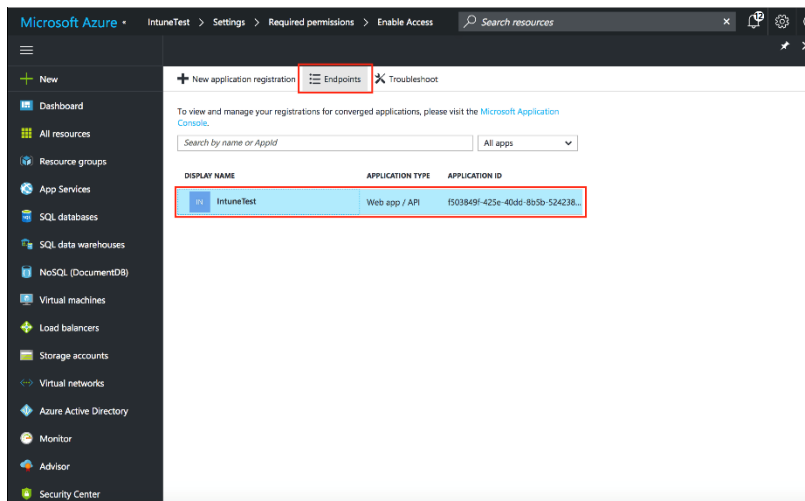 Microsoft Azure IntuneTest > Settings > Required permissions > Enable Access Search resources 12
New
Dashboard
All resources
Resource groups
App Services
SQL databases
SQL data warehouses
NoSQL (DocumentDB)
Virtual machines
Load balancers
Storage accounts
Virtual networks
Azure Active Directory
Monitor
Advisor
Security Center
New application registration Endpoints Troubleshoot
To view and manage your registrations for converged applications, please visit the Microsoft Application
Console.
Search by name or AppId All apps
DISPLAY NAME APPLICATION TYPE APPLICATION ID
IN IntuneTest Web app / API f503849f-425e-40dd-8b5b-524238...